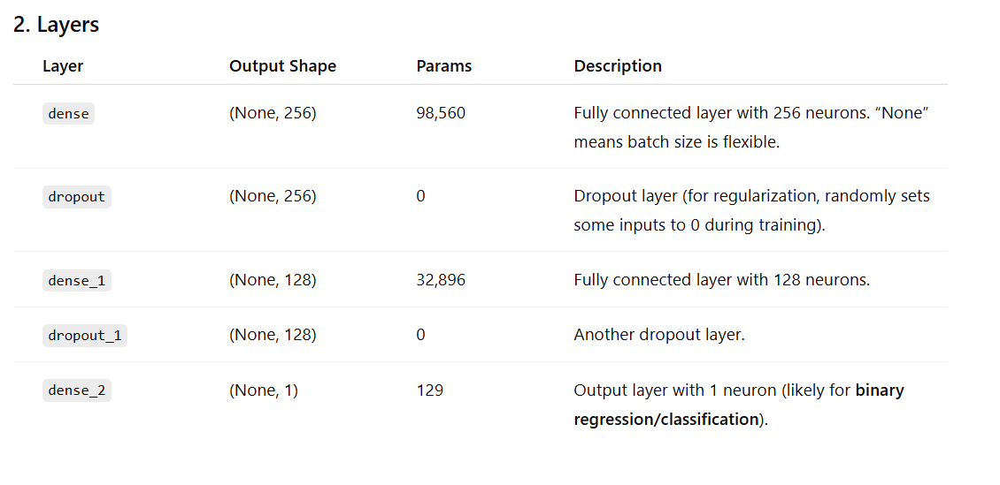 2. Layers
Layer Output Shape Params Description
dense (None, 256) 98,560 Fully connected layer with 256 neurons. “None”
means batch size is flexible.
dropout (None, 256) 0 Dropout layer (for regularization, randomly sets
some inputs to 0 during training).
dense_1 (None, 128) 32,896 Fully connected layer with 128 neurons.
dropout_1 (None, 128) 0 Another dropout layer.
dense_2 (None, 1) 129 Output layer with 1 neuron (likely for binary
regression/classification).